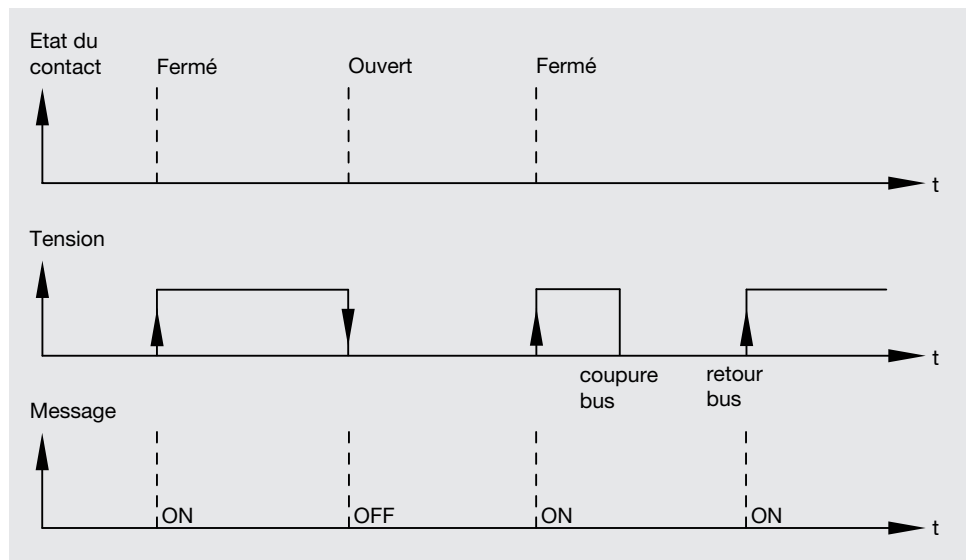 Etat du
contact
Fermé
Ouvert
Fermé
t
Tension
t
coupure
bus
retour
bus
Message
ON
OFF
ON
ON
t